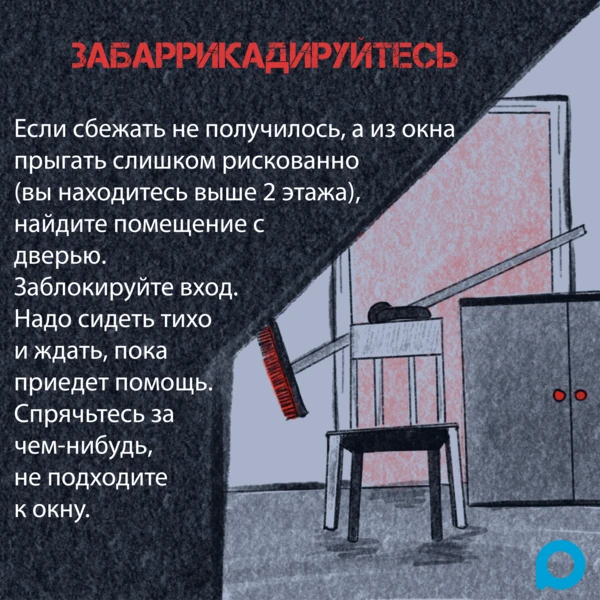 ЗАБАРРИКАДИРУЙТЕСЬ
Если сбежать не получилось, а из окна
прыгать слишком рискованно
(вы находитесь выше 2 этажа),
найдите помещение с
дверью.
Заблокируйте вход.
Надо сидеть тихо
и ждать, пока
приедет помощь.
Спрячьтесь за
чем-нибудь,
не подходите
к окну.